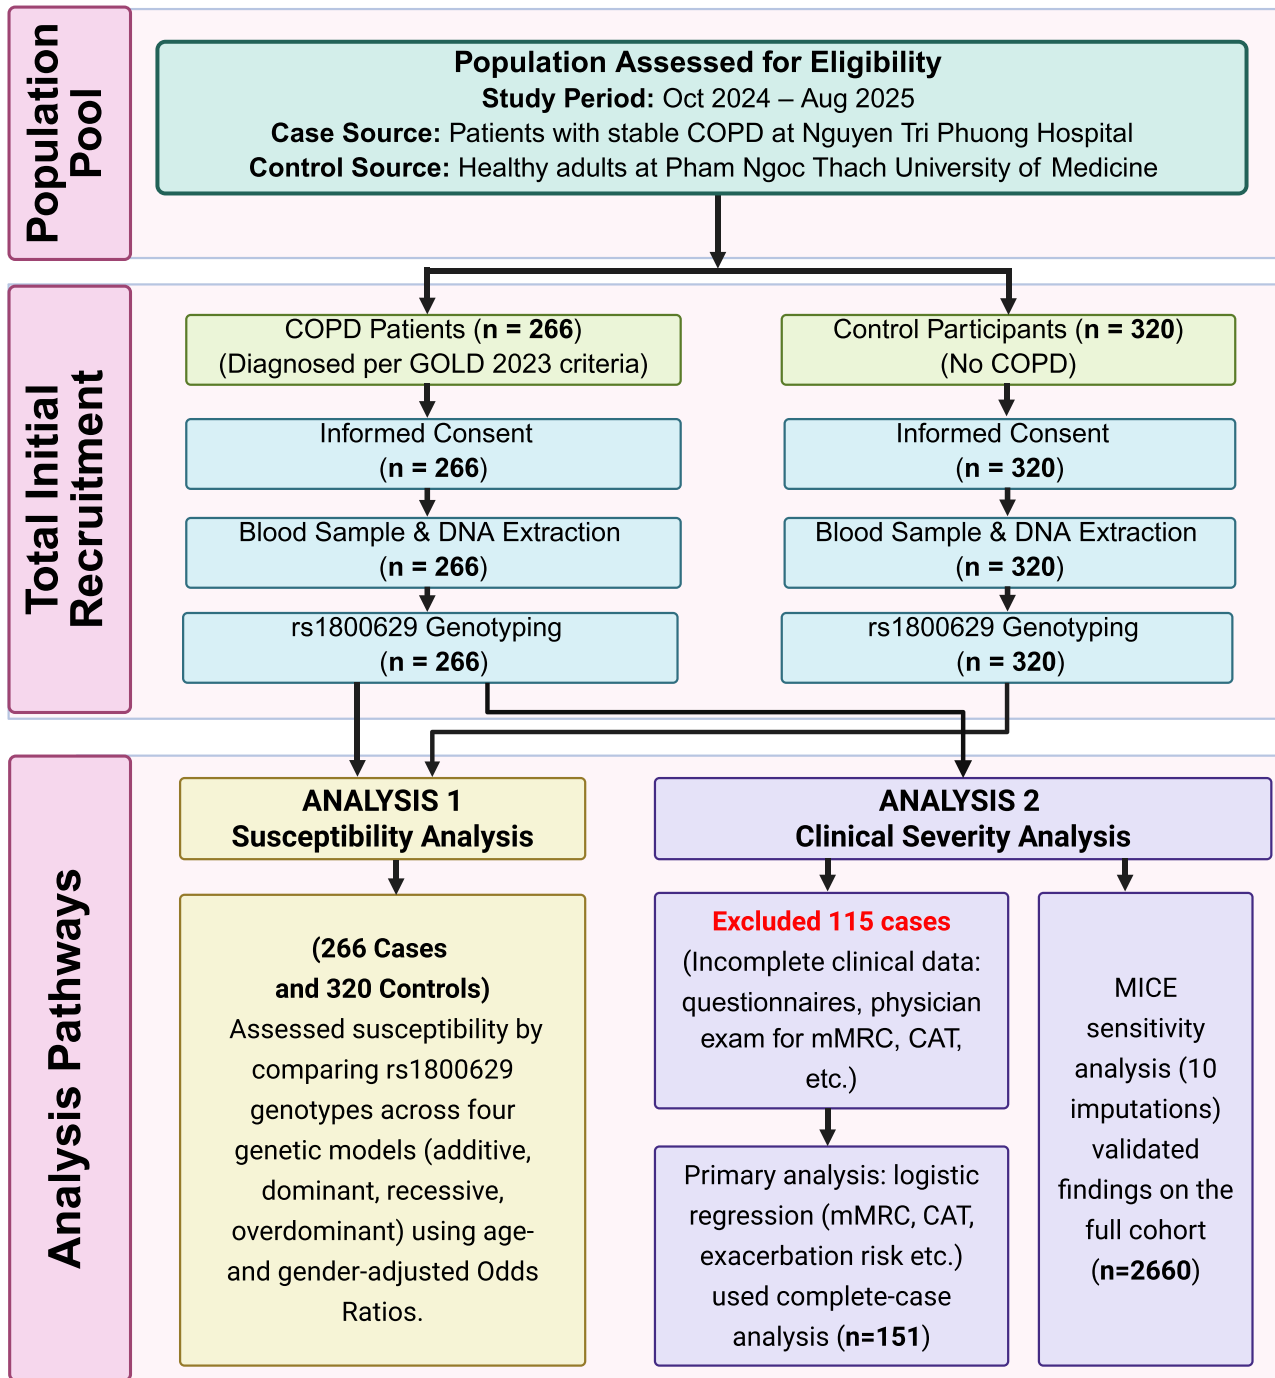 Population
Pool
Population Assessed for Eligibility
Study Period: Oct 2024 – Aug 2025
Case Source: Patients with stable COPD at Nguyen Tri Phuong Hospital
Control Source: Healthy adults at Pham Ngoc Thach University of Medicine
Total Initial
Recruitment
COPD Patients (n = 266)
(Diagnosed per GOLD 2023 criteria)
Informed Consent
(n = 266)
Blood Sample & DNA Extraction
(n = 266)
rs1800629 Genotyping
(n = 266)
Control Participants (n = 320)
(No COPD)
Informed Consent
(n = 320)
Blood Sample & DNA Extraction
(n = 320)
rs1800629 Genotyping
(n = 320)
Analysis Pathways
ANALYSIS 1
Susceptibility Analysis
(266 Cases
and 320 Controls)
Assessed susceptibility by
comparing rs1800629
genotypes across four
genetic models (additive,
dominant, recessive,
overdominant) using age-
and gender-adjusted Odds
Ratios.
ANALYSIS 2
Clinical Severity Analysis
Excluded 115 cases
(Incomplete clinical data:
questionnaires, physician
exam for mMRC, CAT,
etc.)
Primary analysis: logistic
regression (mMRC, CAT,
exacerbation risk etc.)
used complete-case
analysis (n=151)
MICE
sensitivity
analysis (10
imputations)
validated
findings on the
full cohort
(n=2660)